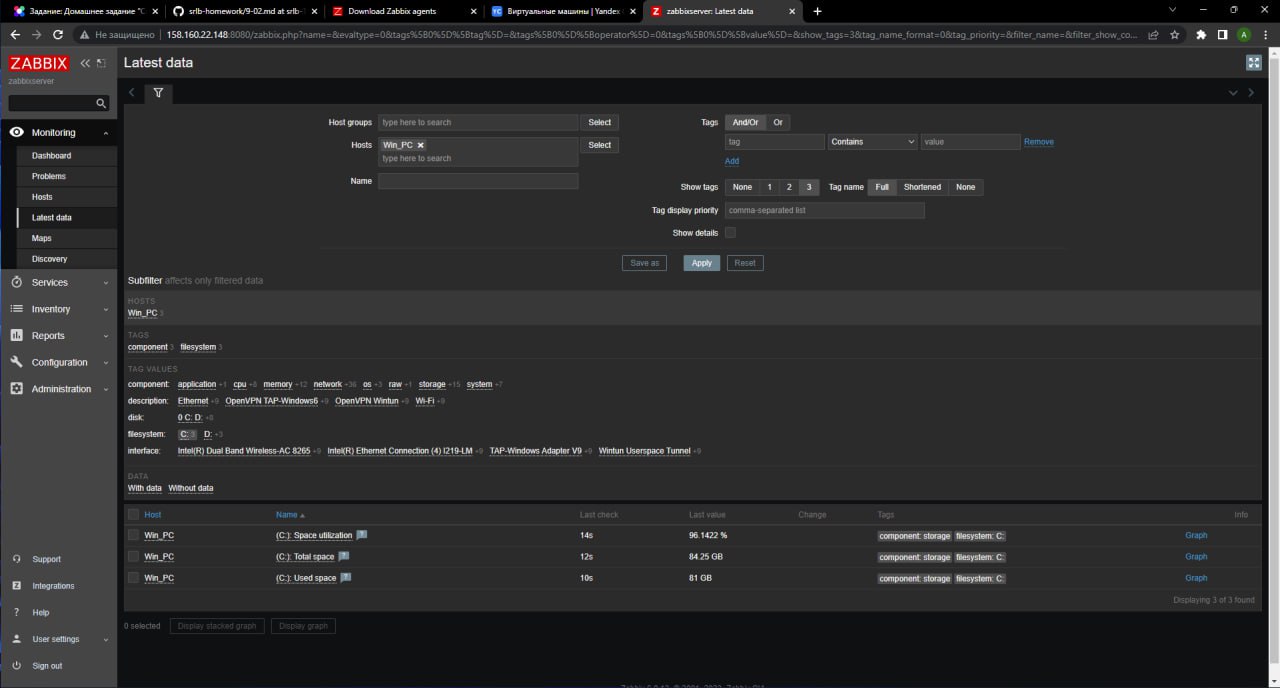 Задание: Домашнее задание "С
srlb-homework/9-02.md at srlb-
Download Zabbix agents
Виртуальные машины | Yandex
zabbixserver: Latest data
Не защищено 158.160.22.148:8080/zabbix.php?name=&evaltype=0&tags%5B0%5D%5Btag%5D=&tags%5B0%5D%5Boperator%5D=0&tags%5B0%5D%5Bvalue%5D=&show_tags=3&tag_name_format=0&tag_priority=&filter_name=&filter_show_co...
A
ZABBIX
zabbixserver
Monitoring
Dashboard
Problems
Hosts
Latest data
Maps
Discovery
Services
Inventory
Reports
Configuration
Administration
Support
Integrations
Help
User settings
Sign out
Latest data
Host groups type here to search Select
Hosts Win_PC Select
type here to search
Name
Tags And/Or Or
tag Contains value Remove
Add
Show tags None 1 2 3 Tag name Full Shortened None
Tag display priority comma-separated list
Show details
Save as Apply Reset
Subfilter affects only filtered data
HOSTS
Win_PC 3
TAGS
component 3 filesystem 3
TAG VALUES
component: application +1 cpu +8 memory +12 network +36 os +3 raw +1 storage +15 system +7
description: Ethernet +9 OpenVPN TAP-Windows6 +9 OpenVPN Wintun +9 Wi-Fi +9
disk: 0 C: D:
filesystem: C: 3 D: +3
interface: Intel(R) Dual Band Wireless-AC 8265 +9 Intel(R) Ethernet Connection (4) I219-LM +9 TAP-Windows Adapter V9 +9 Wintun Userspace Tunnel +9
DATA
With data Without data
Host Name Last check Last value Change Tags Info
Win_PC (C:): Space utilization ? 14s 96.1422 % component: storage filesystem: C: Graph
Win_PC (C:): Total space ? 12s 84.25 GB component: storage filesystem: C: Graph
Win_PC (C:): Used space ? 10s 81 GB component: storage filesystem: C: Graph
Displaying 3 of 3 found
0 selected Display stacked graph Display graph